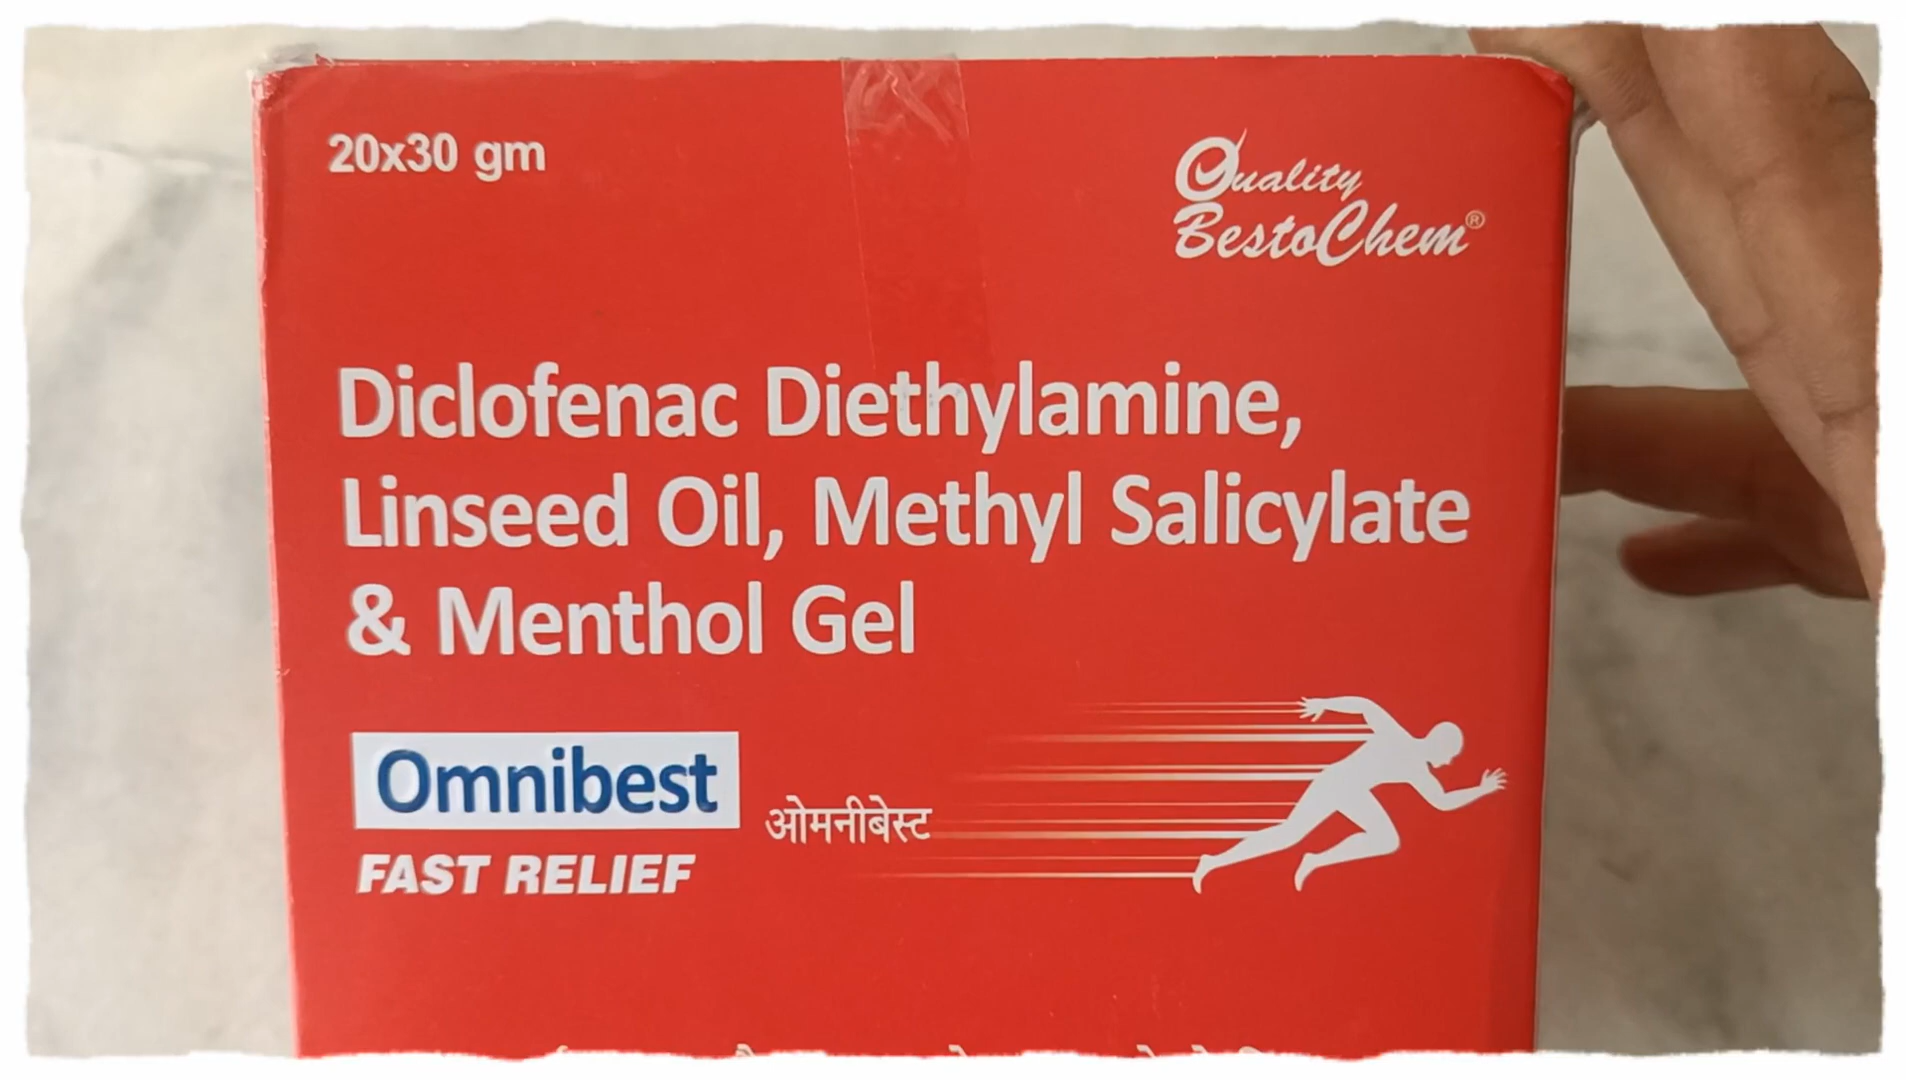 20x30 gm
Quality
BestoChem®
Diclofenac Diethylamine,
Linseed Oil, Methyl Salicylate
& Menthol Gel
Omnibest
ओमनीबेस्ट
FAST RELIEF